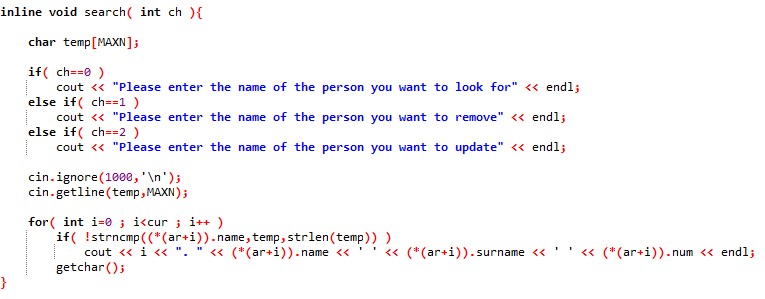 inline void search( int ch ){
char temp[MAXN];
if( ch==0 )
cout << "Please enter the name of the person you want to look for" << endl;
else if( ch==1 )
cout << "Please enter the name of the person you want to remove" << endl;
else if( ch==2 )
cout << "Please enter the name of the person you want to update" << endl;
cin.ignore(1000,'\n');
cin.getline(temp,MAXN);
for( int i=0 ; i<cur ; i++ )
if( !strncmp((*(ar+i)).name,temp,strlen(temp)) )
cout << i << ". " << (*(ar+i)).name << ' ' << (*(ar+i)).surname << ' ' << (*(ar+i)).num << endl;
getchar();
}